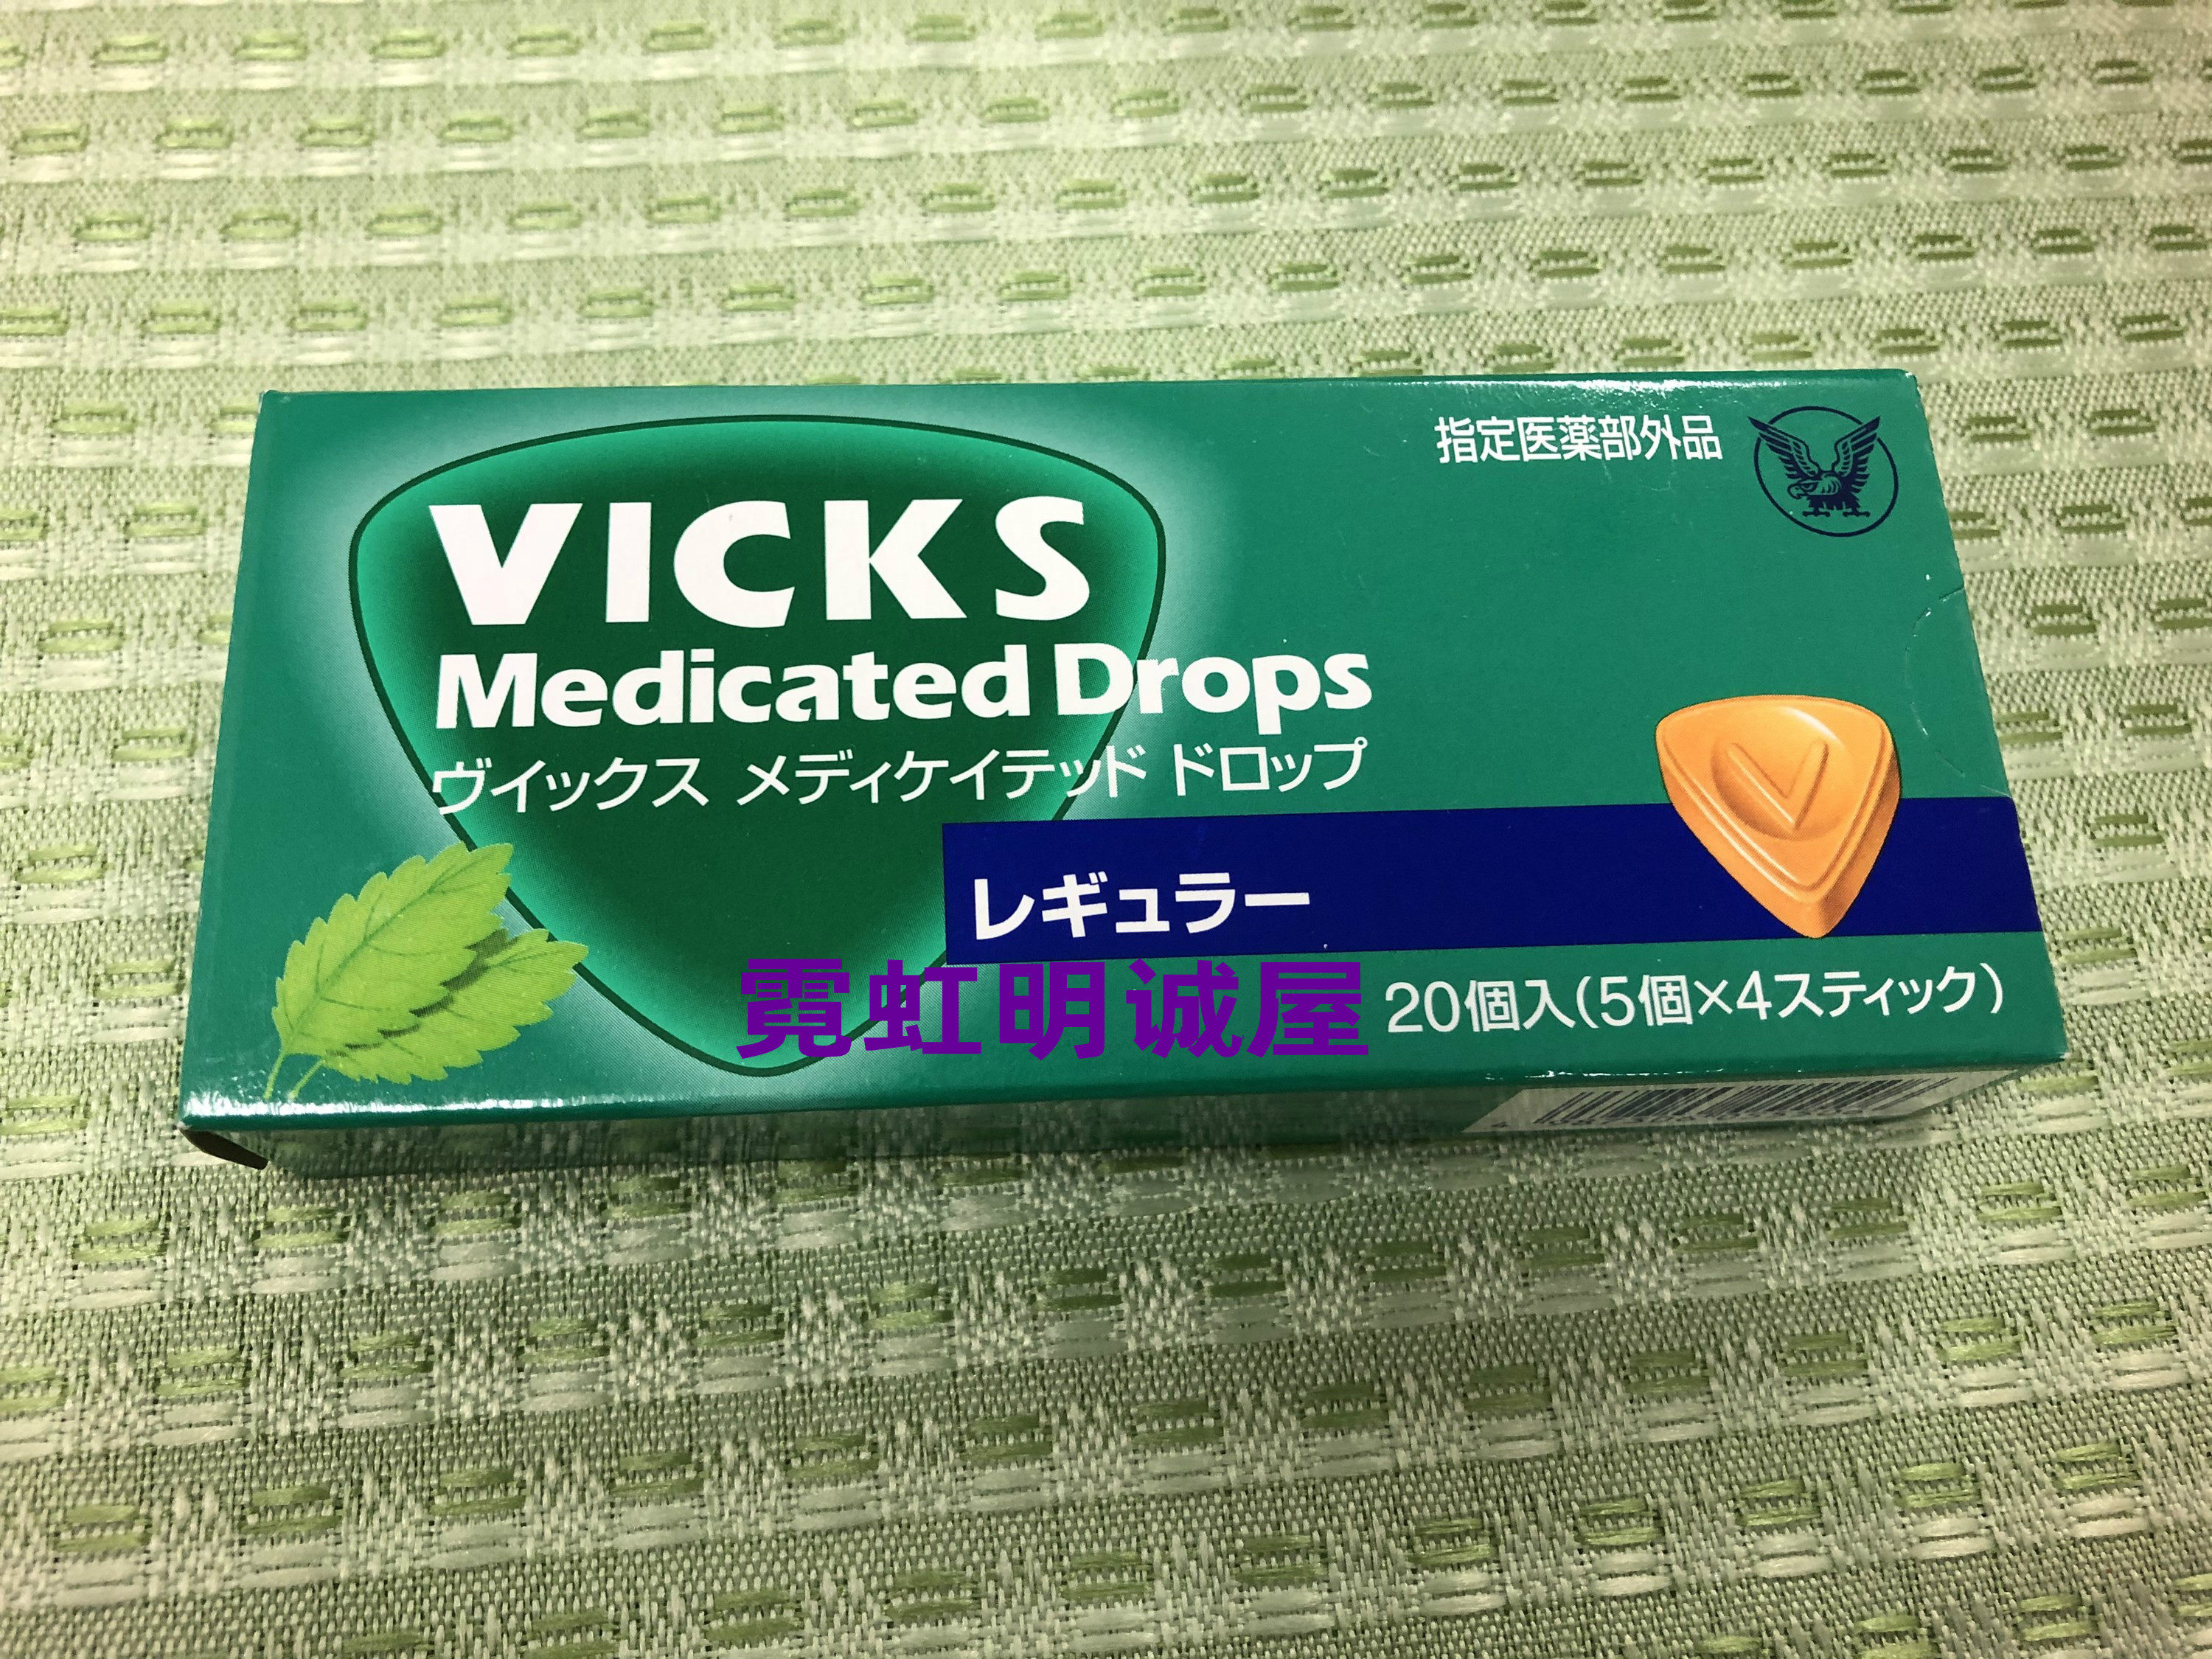 指定医薬部外品
VICKS
Medicated Drops
ヴイックス メディケイテッド ドロップ
V
レギュラー
霓虹明诚屋
20個入(5個×4スティック)